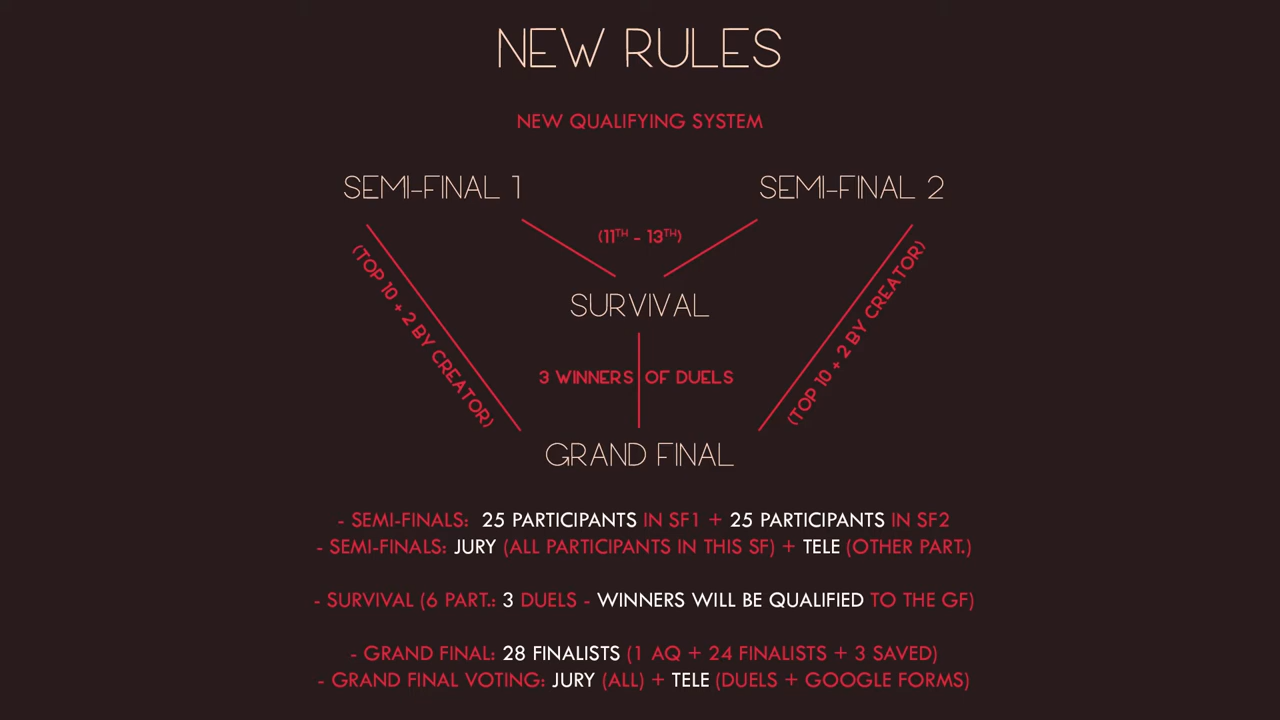 NEW RULES
NEW QUALIFYING SYSTEM
SEMI-FINAL 1
SEMI-FINAL 2
(11TH - 13TH)
(TOP 10 + 2 BY CREATOR)
(TOP 10 + 2 BY CREATOR)
SURVIVAL
3 WINNERS OF DUELS
GRAND FINAL
- SEMI-FINALS: 25 PARTICIPANTS IN SF1 + 25 PARTICIPANTS IN SF2
- SEMI-FINALS: JURY (ALL PARTICIPANTS IN THIS SF) + TELE (OTHER PART.)
- SURVIVAL (6 PART.: 3 DUELS - WINNERS WILL BE QUALIFIED TO THE GF)
- GRAND FINAL: 28 FINALISTS (1 AQ + 24 FINALISTS + 3 SAVED)
- GRAND FINAL VOTING: JURY (ALL) + TELE (DUELS + GOOGLE FORMS)